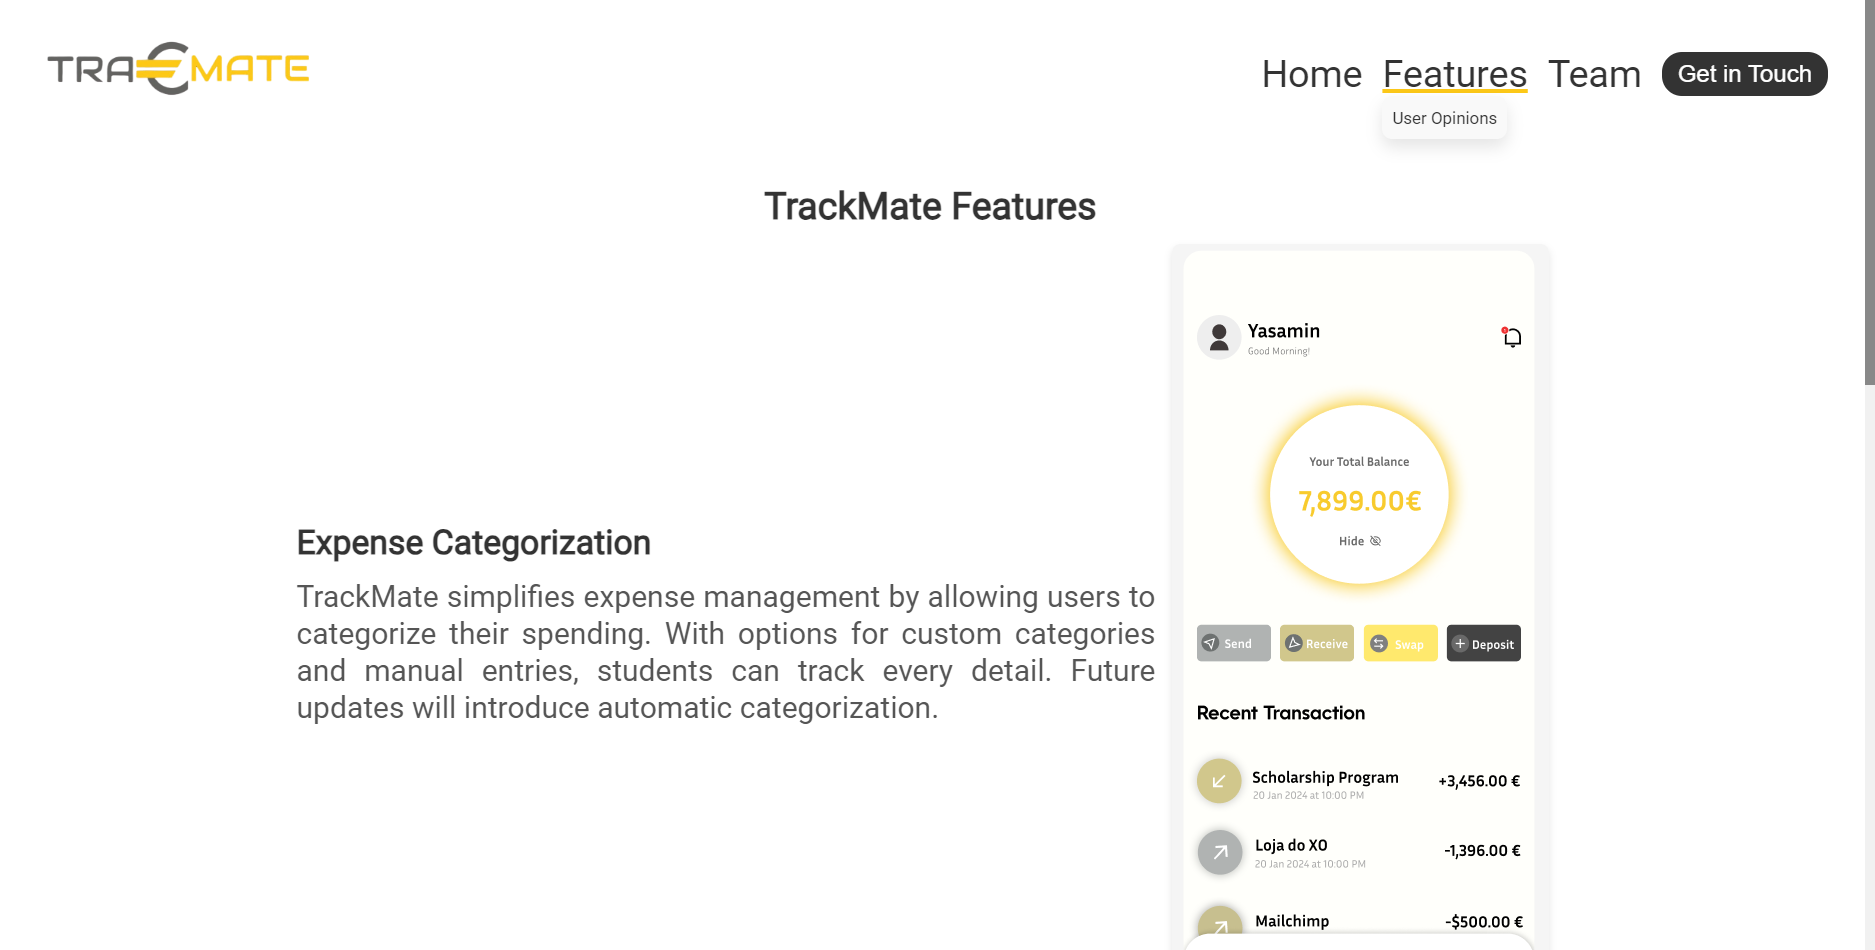 TRA€MATE
Home Features Team Get in Touch
User Opinions
TrackMate Features
Expense Categorization
TrackMate simplifies expense management by allowing users to
categorize their spending. With options for custom categories
and manual entries, students can track every detail. Future
updates will introduce automatic categorization.
Yasamin
Good Morning!
Your Total Balance
7,899.00€
Hide
Send Receive Swap Deposit
Recent Transaction
Scholarship Program +3,456.00 €
20 Jan 2024 at 10:00 PM
Loja do XO -1,396.00 €
20 Jan 2024 at 10:00 PM
Mailchimp -$500.00 €